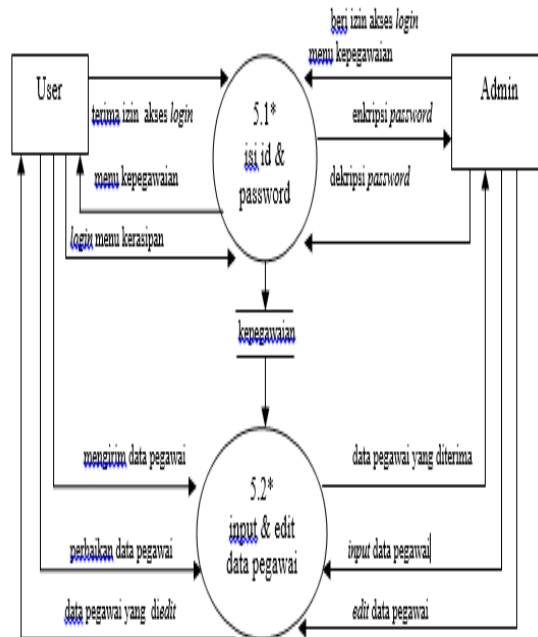 beri izin akses login
menu kepegawaian
User
Admin
terima izin akses login
5.1*
isi id &
password
enkripsi password
menu kepegawaian
dekripsi password
login menu kerasipan
kepegawaian
mengirim data pegawai
data pegawai yang diterima
5.2*
input & edit
data pegawai
perbaikan data pegawai
input data pegawai
data pegawai yang diedit
edit data pegawai